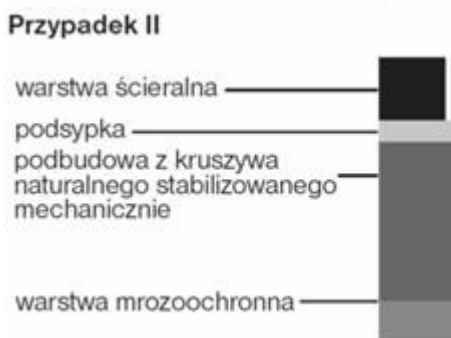 Przypadek II
warstwa ścieralna
podsypka
podbudowa z kruszywa
naturalnego stabilizowanego
mechanicznie
warstwa mrozoochronna